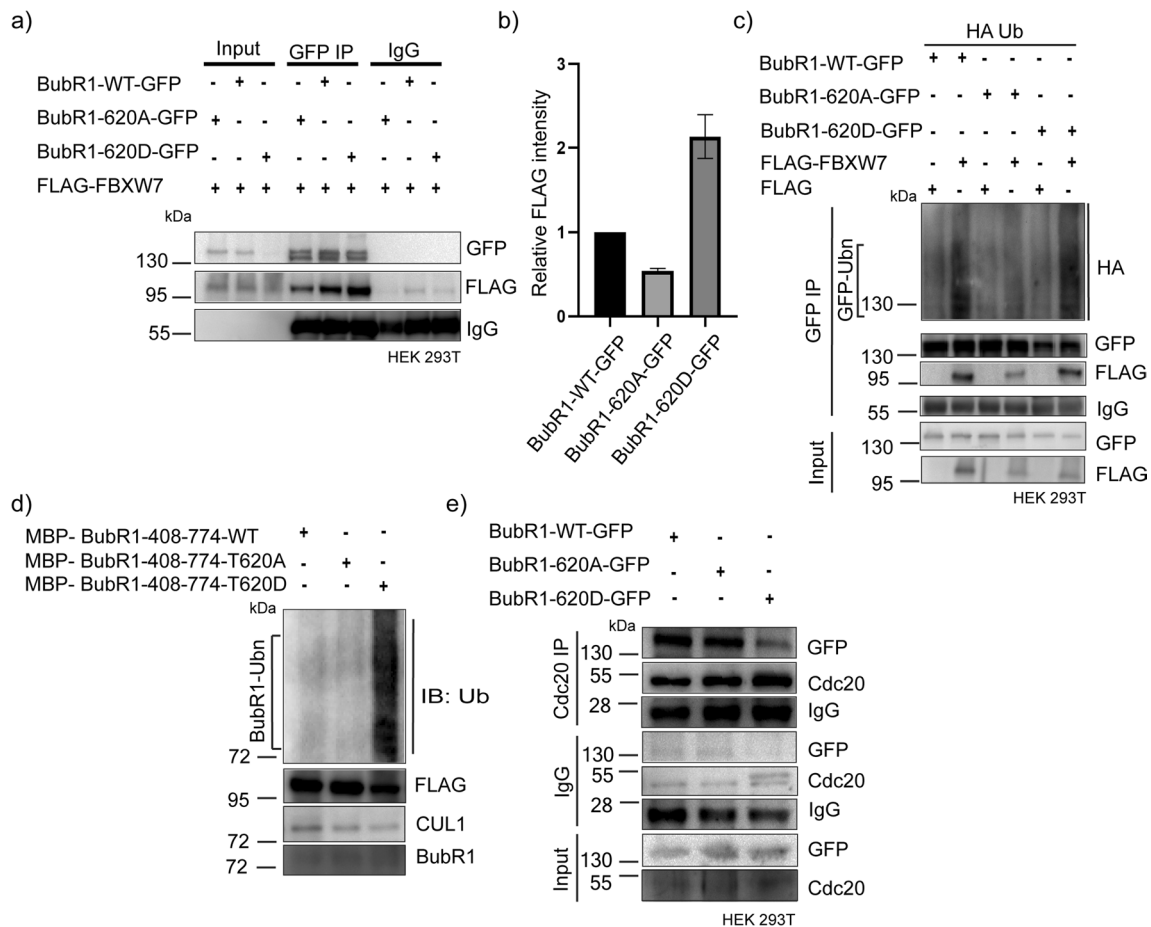 a)
Input GFP IP IgG
BubR1-WT-GFP - + - - + - - + -
BubR1-620A-GFP + - - + - - + - -
BubR1-620D-GFP - - + - - + - - +
FLAG-FBXW7 + + + + + + + + +
kDa
130 GFP
95 FLAG
55 IgG
HEK 293T
b)
Relative FLAG intensity
3
2
1
0
BubR1-WT-GFP
BubR1-620A-GFP
BubR1-620D-GFP
c)
HA Ub
BubR1-WT-GFP + + - - - -
BubR1-620A-GFP - - + + - -
BubR1-620D-GFP - - - - + +
FLAG-FBXW7 - + - + - +
FLAG + - + - + -
kDa
GFP IP
GFP-Ubn
130
HA
130 GFP
95 FLAG
55 IgG
Input
130 GFP
95 FLAG
HEK 293T
d)
MBP- BubR1-408-774-WT + - -
MBP- BubR1-408-774-T620A - + -
MBP- BubR1-408-774-T620D - - +
kDa
BubR1-Ubn
IB: Ub
72
95 FLAG
72 CUL1
72 BubR1
e)
BubR1-WT-GFP + - -
BubR1-620A-GFP - + -
BubR1-620D-GFP - - +
kDa
Cdc20 IP
130 GFP
55 Cdc20
28 IgG
IgG
130 GFP
55 Cdc20
28 IgG
Input
130 GFP
55 Cdc20
HEK 293T